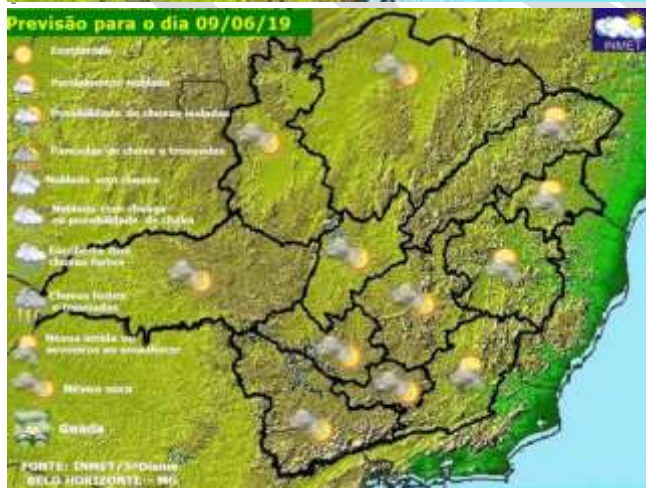 Previsão para o dia 09/06/19
INMET
Ensolarado
Parcialmente Nublado
Possibilidade de chuvas isoladas
Pancadas de chuva e trovoadas
Nublado com chuvas
Nublado com chuvas
ou possibilidade de chuva
Encoberto com
chuvas fortes
Chuvas fortes
e trovoadas
Névoa úmida ou
nevoeiro ao amanhecer
Névoa seca
Geada
FONTE: INMET/5ºDisme
BELO HORIZONTE - MG